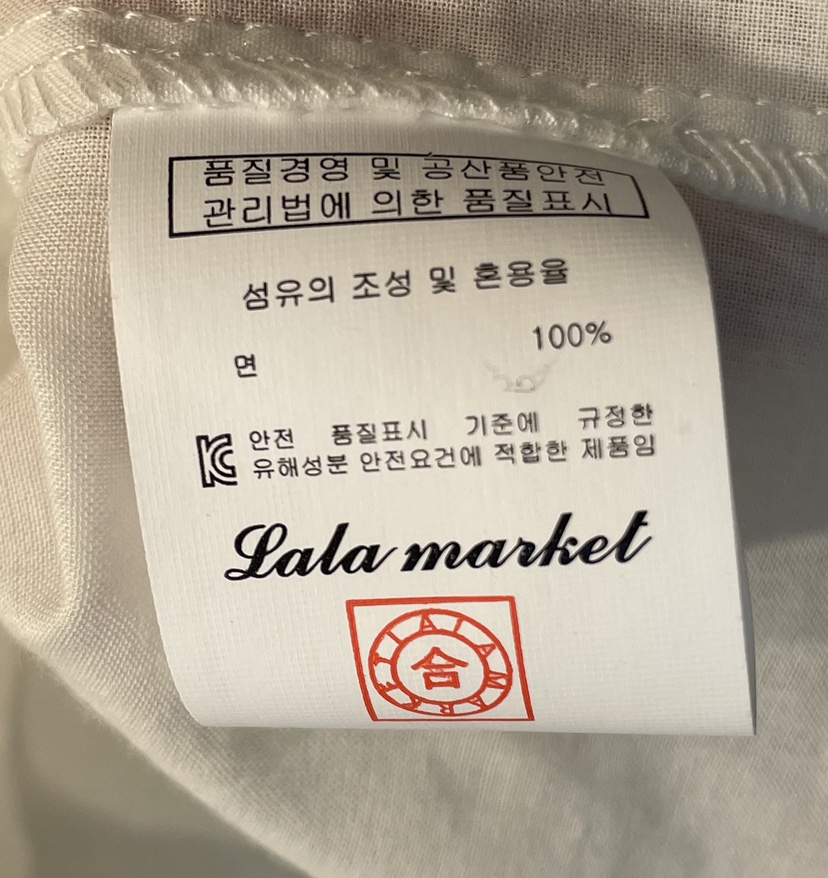 품질경영 및 공산품안전
관리법에 의한 품질표시
섬유의 조성 및 혼용율
면 100%
안전 품질표시 기준에 규정한
유해성분 안전요건에 적합한 제품임
Lala market
LALA MARKET
合